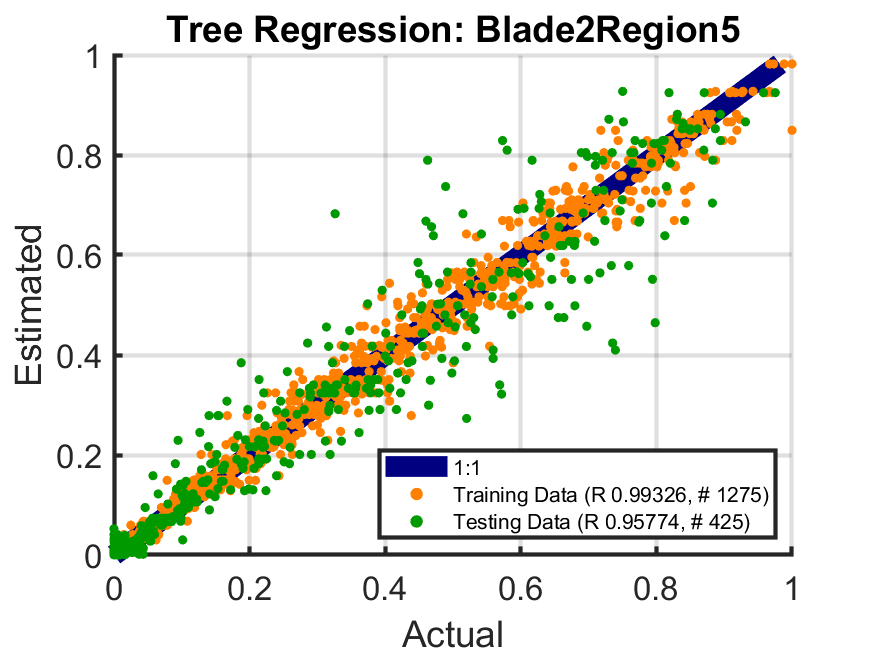 Tree Regression: Blade2Region5
1
0.8
0.6
0.4
0.2
0
Estimated
1:1
Training Data (R 0.99326, # 1275)
Testing Data (R 0.95774, # 425)
0 0.2 0.4 0.6 0.8 1
Actual